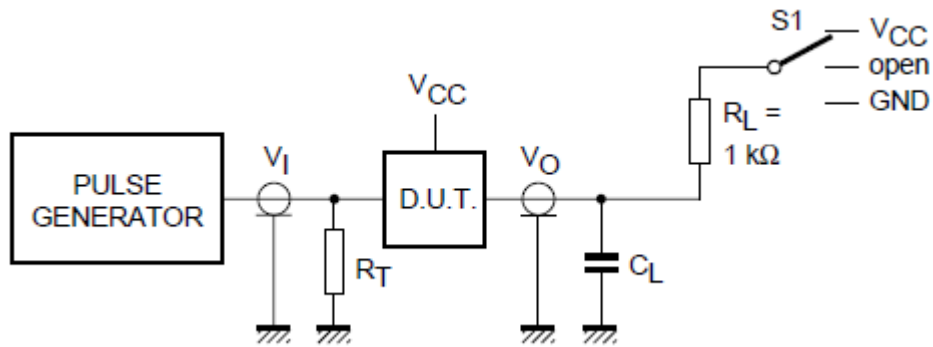 S1
VCC
open
GND
VCC
RL =
1 kΩ
PULSE
GENERATOR
VI
D.U.T.
VO
RT
CL